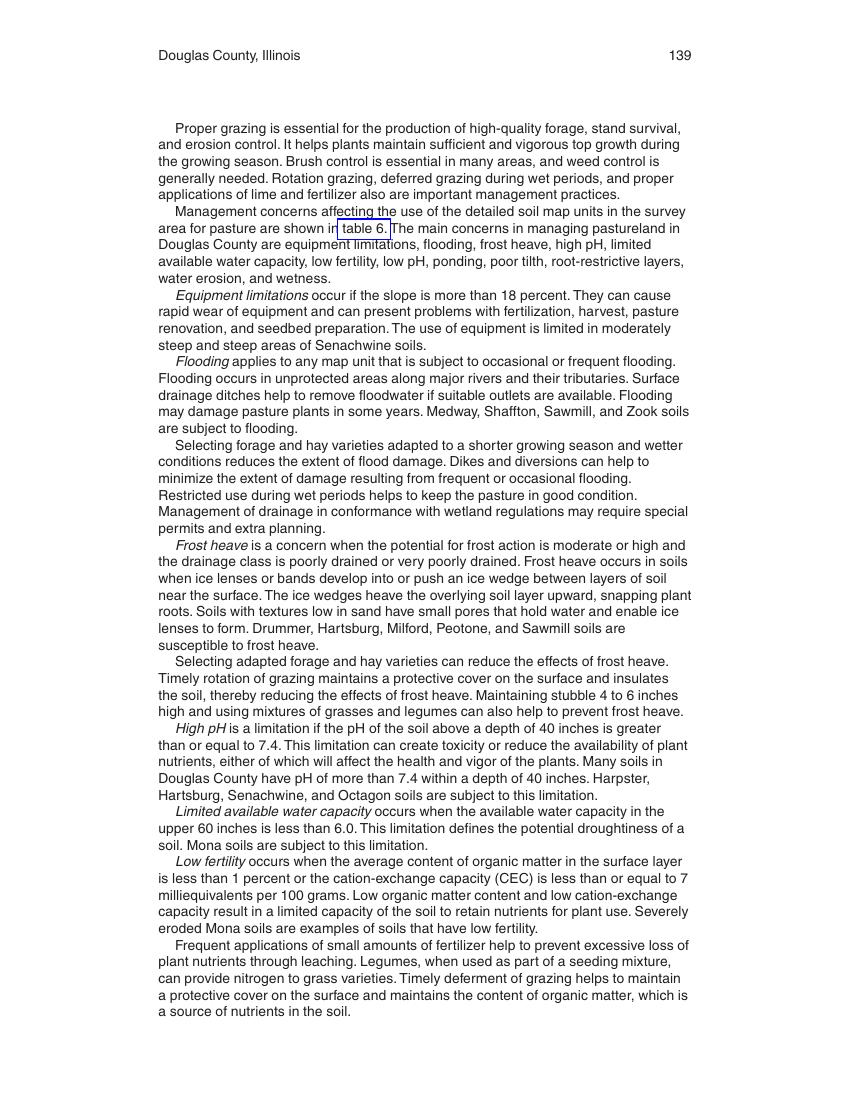 Douglas County, Illinois 139
Proper grazing is essential for the production of high-quality forage, stand survival,
and erosion control. It helps plants maintain sufficient and vigorous top growth during
the growing season. Brush control is essential in many areas, and weed control is
generally needed. Rotation grazing, deferred grazing during wet periods, and proper
applications of lime and fertilizer also are important management practices.
Management concerns affecting the use of the detailed soil map units in the survey
area for pasture are shown in table 6. The main concerns in managing pastureland in
Douglas County are equipment limitations, flooding, frost heave, high pH, limited
available water capacity, low fertility, low pH, ponding, poor tilth, root-restrictive layers,
water erosion, and wetness.
Equipment limitations occur if the slope is more than 18 percent. They can cause
rapid wear of equipment and can present problems with fertilization, harvest, pasture
renovation, and seedbed preparation. The use of equipment is limited in moderately
steep and steep areas of Senachwine soils.
Flooding applies to any map unit that is subject to occasional or frequent flooding.
Flooding occurs in unprotected areas along major rivers and their tributaries. Surface
drainage ditches help to remove floodwater if suitable outlets are available. Flooding
may damage pasture plants in some years. Medway, Shaffton, Sawmill, and Zook soils
are subject to flooding.
Selecting forage and hay varieties adapted to a shorter growing season and wetter
conditions reduces the extent of flood damage. Dikes and diversions can help to
minimize the extent of damage resulting from frequent or occasional flooding.
Restricted use during wet periods helps to keep the pasture in good condition.
Management of drainage in conformance with wetland regulations may require special
permits and extra planning.
Frost heave is a concern when the potential for frost action is moderate or high and
the drainage class is poorly drained or very poorly drained. Frost heave occurs in soils
when ice lenses or bands develop into or push an ice wedge between layers of soil
near the surface. The ice wedges heave the overlying soil layer upward, snapping plant
roots. Soils with textures low in sand have small pores that hold water and enable ice
lenses to form. Drummer, Hartsburg, Milford, Peotone, and Sawmill soils are
susceptible to frost heave.
Selecting adapted forage and hay varieties can reduce the effects of frost heave.
Timely rotation of grazing maintains a protective cover on the surface and insulates
the soil, thereby reducing the effects of frost heave. Maintaining stubble 4 to 6 inches
high and using mixtures of grasses and legumes can also help to prevent frost heave.
High pH is a limitation if the pH of the soil above a depth of 40 inches is greater
than or equal to 7.4. This limitation can create toxicity or reduce the availability of plant
nutrients, either of which will affect the health and vigor of the plants. Many soils in
Douglas County have pH of more than 7.4 within a depth of 40 inches. Harpster,
Hartsburg, Senachwine, and Octagon soils are subject to this limitation.
Limited available water capacity occurs when the available water capacity in the
upper 60 inches is less than 6.0. This limitation defines the potential droughtiness of a
soil. Mona soils are subject to this limitation.
Low fertility occurs when the average content of organic matter in the surface layer
is less than 1 percent or the cation-exchange capacity (CEC) is less than or equal to 7
milliequivalents per 100 grams. Low organic matter content and low cation-exchange
capacity result in a limited capacity of the soil to retain nutrients for plant use. Severely
eroded Mona soils are examples of soils that have low fertility.
Frequent applications of small amounts of fertilizer help to prevent excessive loss of
plant nutrients through leaching. Legumes, when used as part of a seeding mixture,
can provide nitrogen to grass varieties. Timely deferment of grazing helps to maintain
a protective cover on the surface and maintains the content of organic matter, which is
a source of nutrients in the soil.